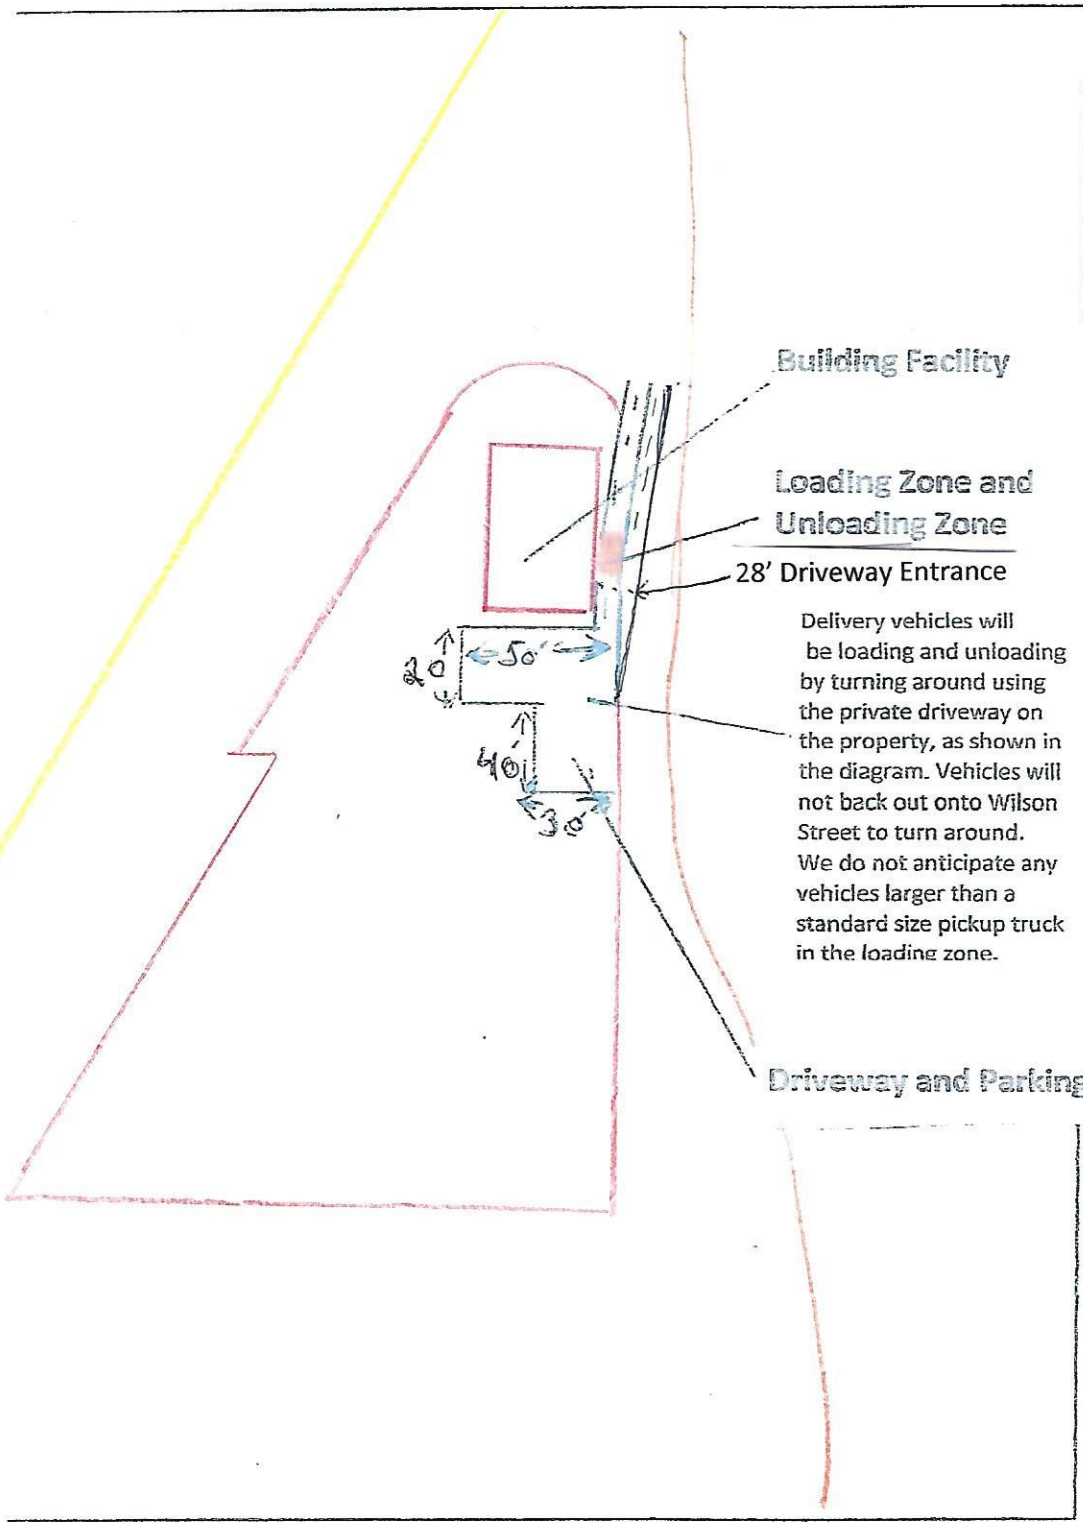 Building Facility
Loading Zone and
Unloading Zone
28' Driveway Entrance
Delivery vehicles will
be loading and unloading
by turning around using
the private driveway on
the property, as shown in
the diagram. Vehicles will
not back out onto Wilson
Street to turn around.
We do not anticipate any
vehicles larger than a
standard size pickup truck
in the loading zone.
20'
50'
40'
30'
Driveway and Parking